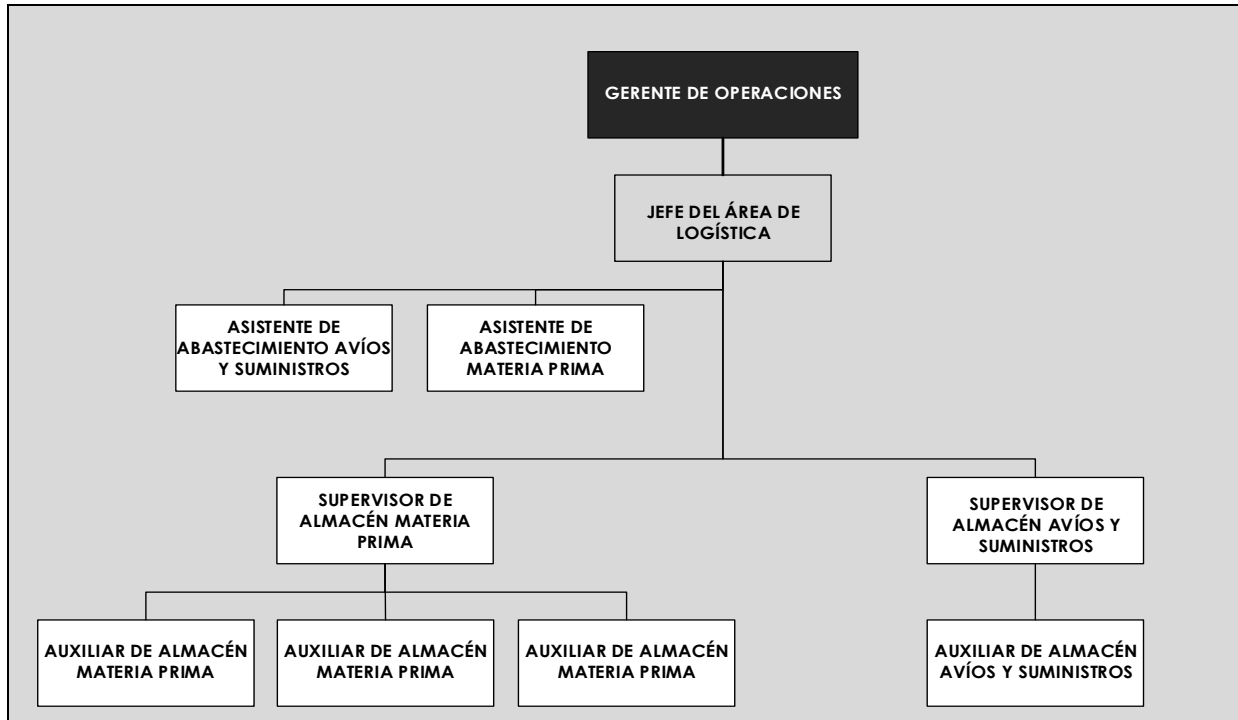 GERENTE DE OPERACIONES
JEFE DEL ÁREA DE
LOGÍSTICA
ASISTENTE DE
ABASTECIMIENTO AVÍOS
Y SUMINISTROS
ASISTENTE DE
ABASTECIMIENTO
MATERIA PRIMA
SUPERVISOR DE
ALMACÉN MATERIA
PRIMA
SUPERVISOR DE
ALMACÉN AVÍOS Y
SUMINISTROS
AUXILIAR DE ALMACÉN
MATERIA PRIMA
AUXILIAR DE ALMACÉN
MATERIA PRIMA
AUXILIAR DE ALMACÉN
MATERIA PRIMA
AUXILIAR DE ALMACÉN
AVÍOS Y SUMINISTROS